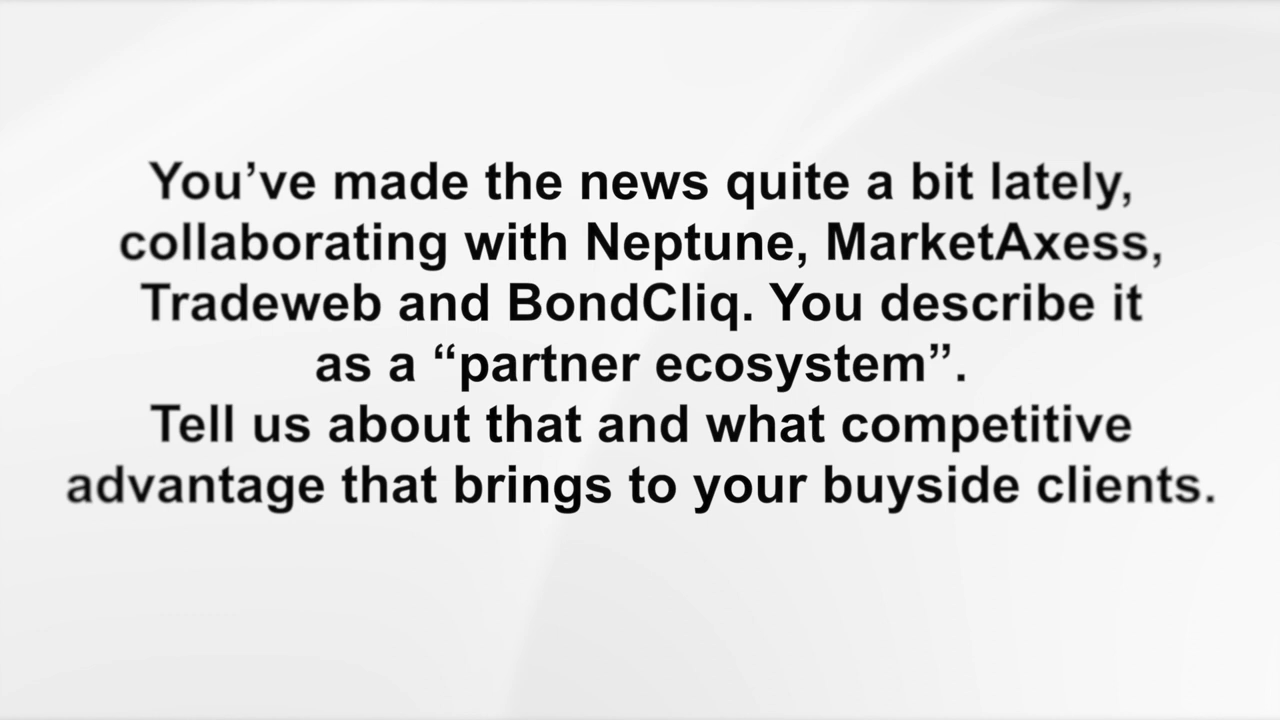 You’ve made the news quite a bit lately,
collaborating with Neptune, MarketAxess,
Tradeweb and BondCliq. You describe it
as a “partner ecosystem”.
Tell us about that and what competitive
advantage that brings to your buyside clients.